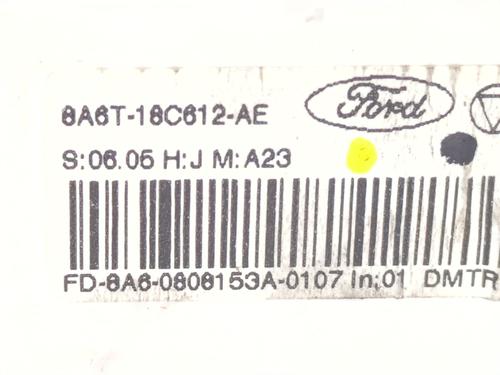 8A6T-18C612-AE Ford
S:06.05 H:J M:A23
FD-8A6-0808153A-0107 In:01 DMTR